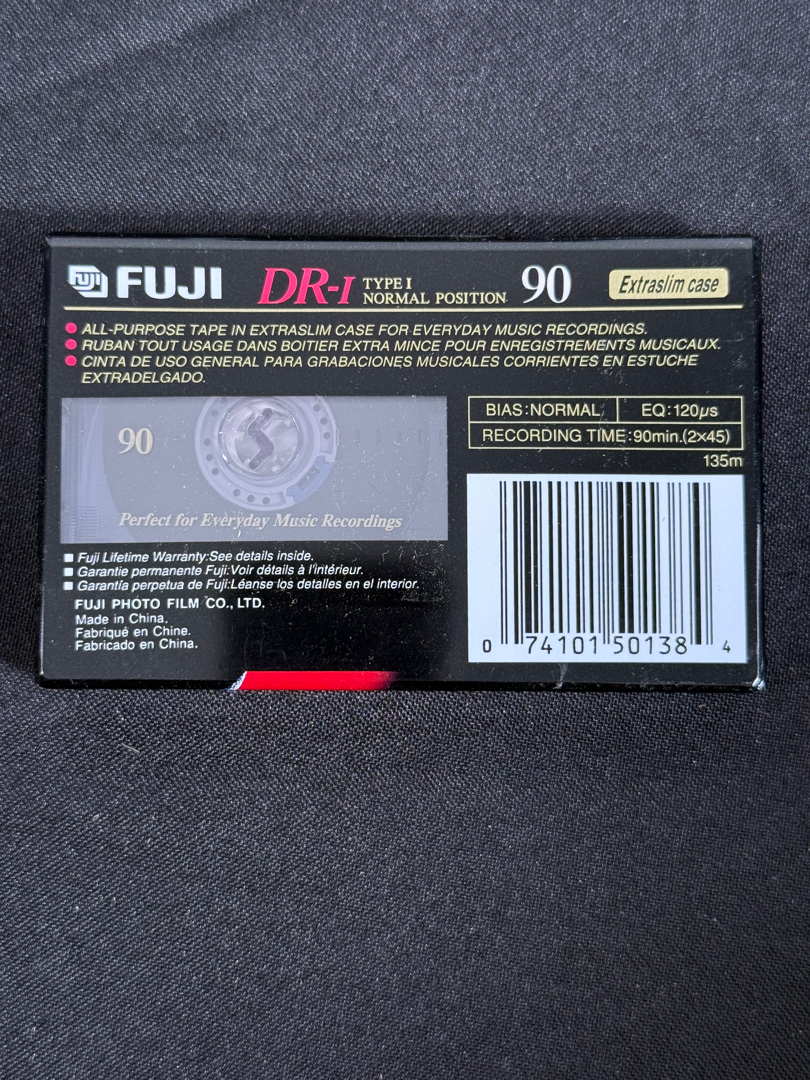 FUJI FUJI DR-I TYPE I NORMAL POSITION 90 Extraslim case
● ALL-PURPOSE TAPE IN EXTRASLIM CASE FOR EVERYDAY MUSIC RECORDINGS.
● RUBAN TOUT USAGE DANS BOITIER EXTRA MINCE POUR ENREGISTREMENTS MUSICAUX.
● CINTA DE USO GENERAL PARA GRABACIONES MUSICALES CORRIENTES EN ESTUCHE
EXTRADELGADO.
90
Perfect for Everyday Music Recordings
BIAS:NORMAL EQ:120µs
RECORDING TIME:90min.(2×45)
135m
■ Fuji Lifetime Warranty:See details inside.
■ Garantie permanente Fuji:Voir détails à l'intérieur.
■ Garantía perpetua de Fuji:Léanse los detalles en el interior.
FUJI PHOTO FILM CO., LTD.
Made in China.
Fabriqué en Chine.
Fabricado en China.
0 74101 50138 4